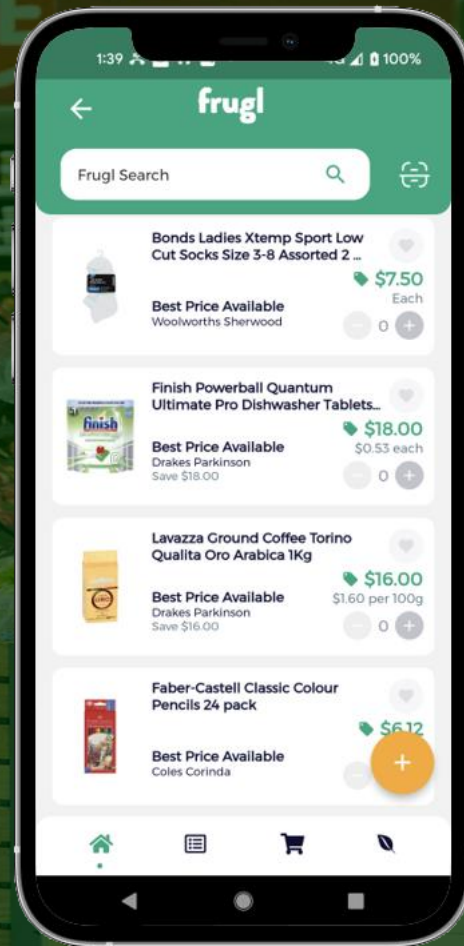 1:39
100%
frugl
Frugl Search
Bonds Ladies Xtemp Sport Low
Cut Socks Size 3-8 Assorted 2 ...
$7.50
Each
Best Price Available
Woolworths Sherwood
0
Finish Powerball Quantum
Ultimate Pro Dishwasher Tablets...
finish
$18.00
Best Price Available
$0.53 each
Drakes Parkinson
Save $18.00
0
Lavazza Ground Coffee Torino
Qualita Oro Arabica 1Kg
$16.00
Best Price Available
$1.60 per 100g
Drakes Parkinson
Save $16.00
0
Faber-Castell Classic Colour
Pencils 24 pack
$6.12
Best Price Available
Coles Corinda